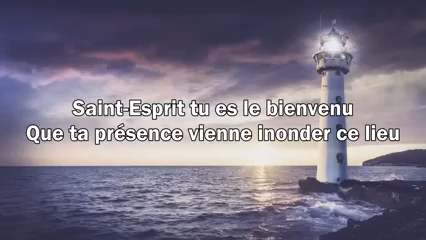 Saint-Esprit tu es le bienvenu
Que ta présence vienne inonder ce lieu